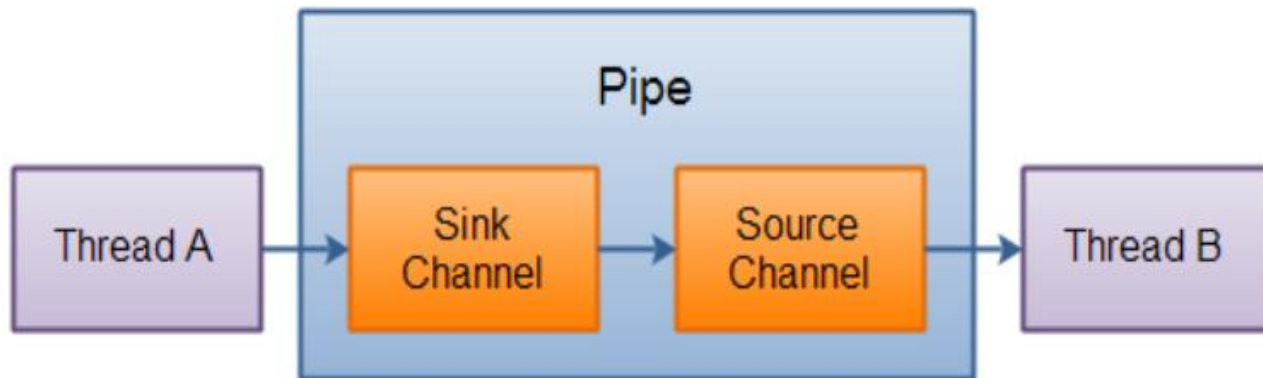 Pipe
Thread A
Sink
Channel
Source
Channel
Thread B